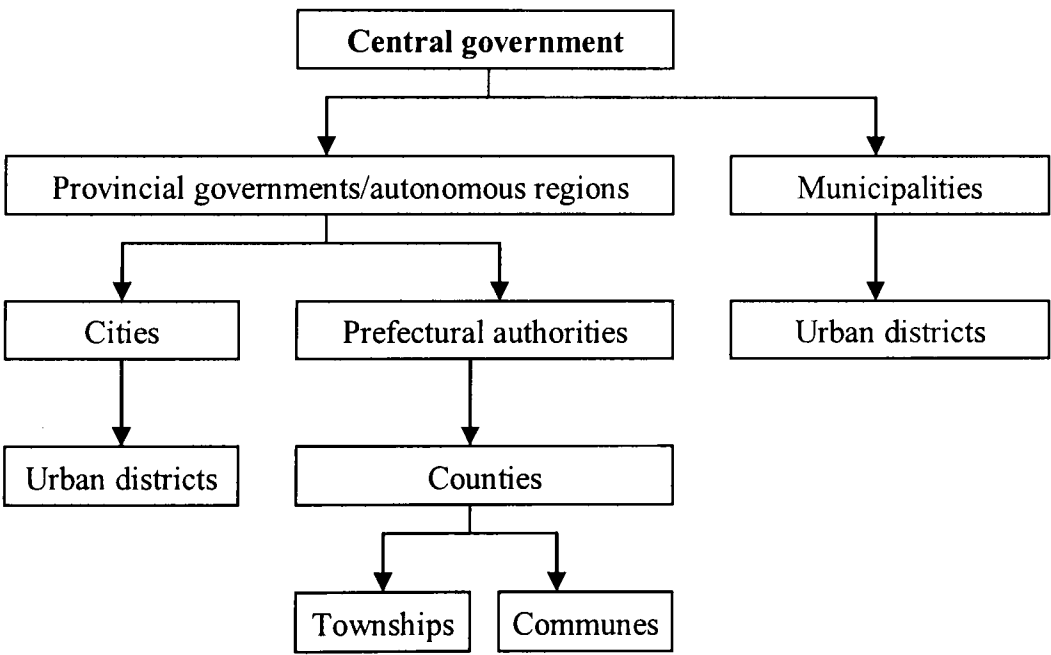 Central government
Provincial governments/autonomous regions
Municipalities
Cities
Prefectural authorities
Urban districts
Urban districts
Counties
Townships
Communes